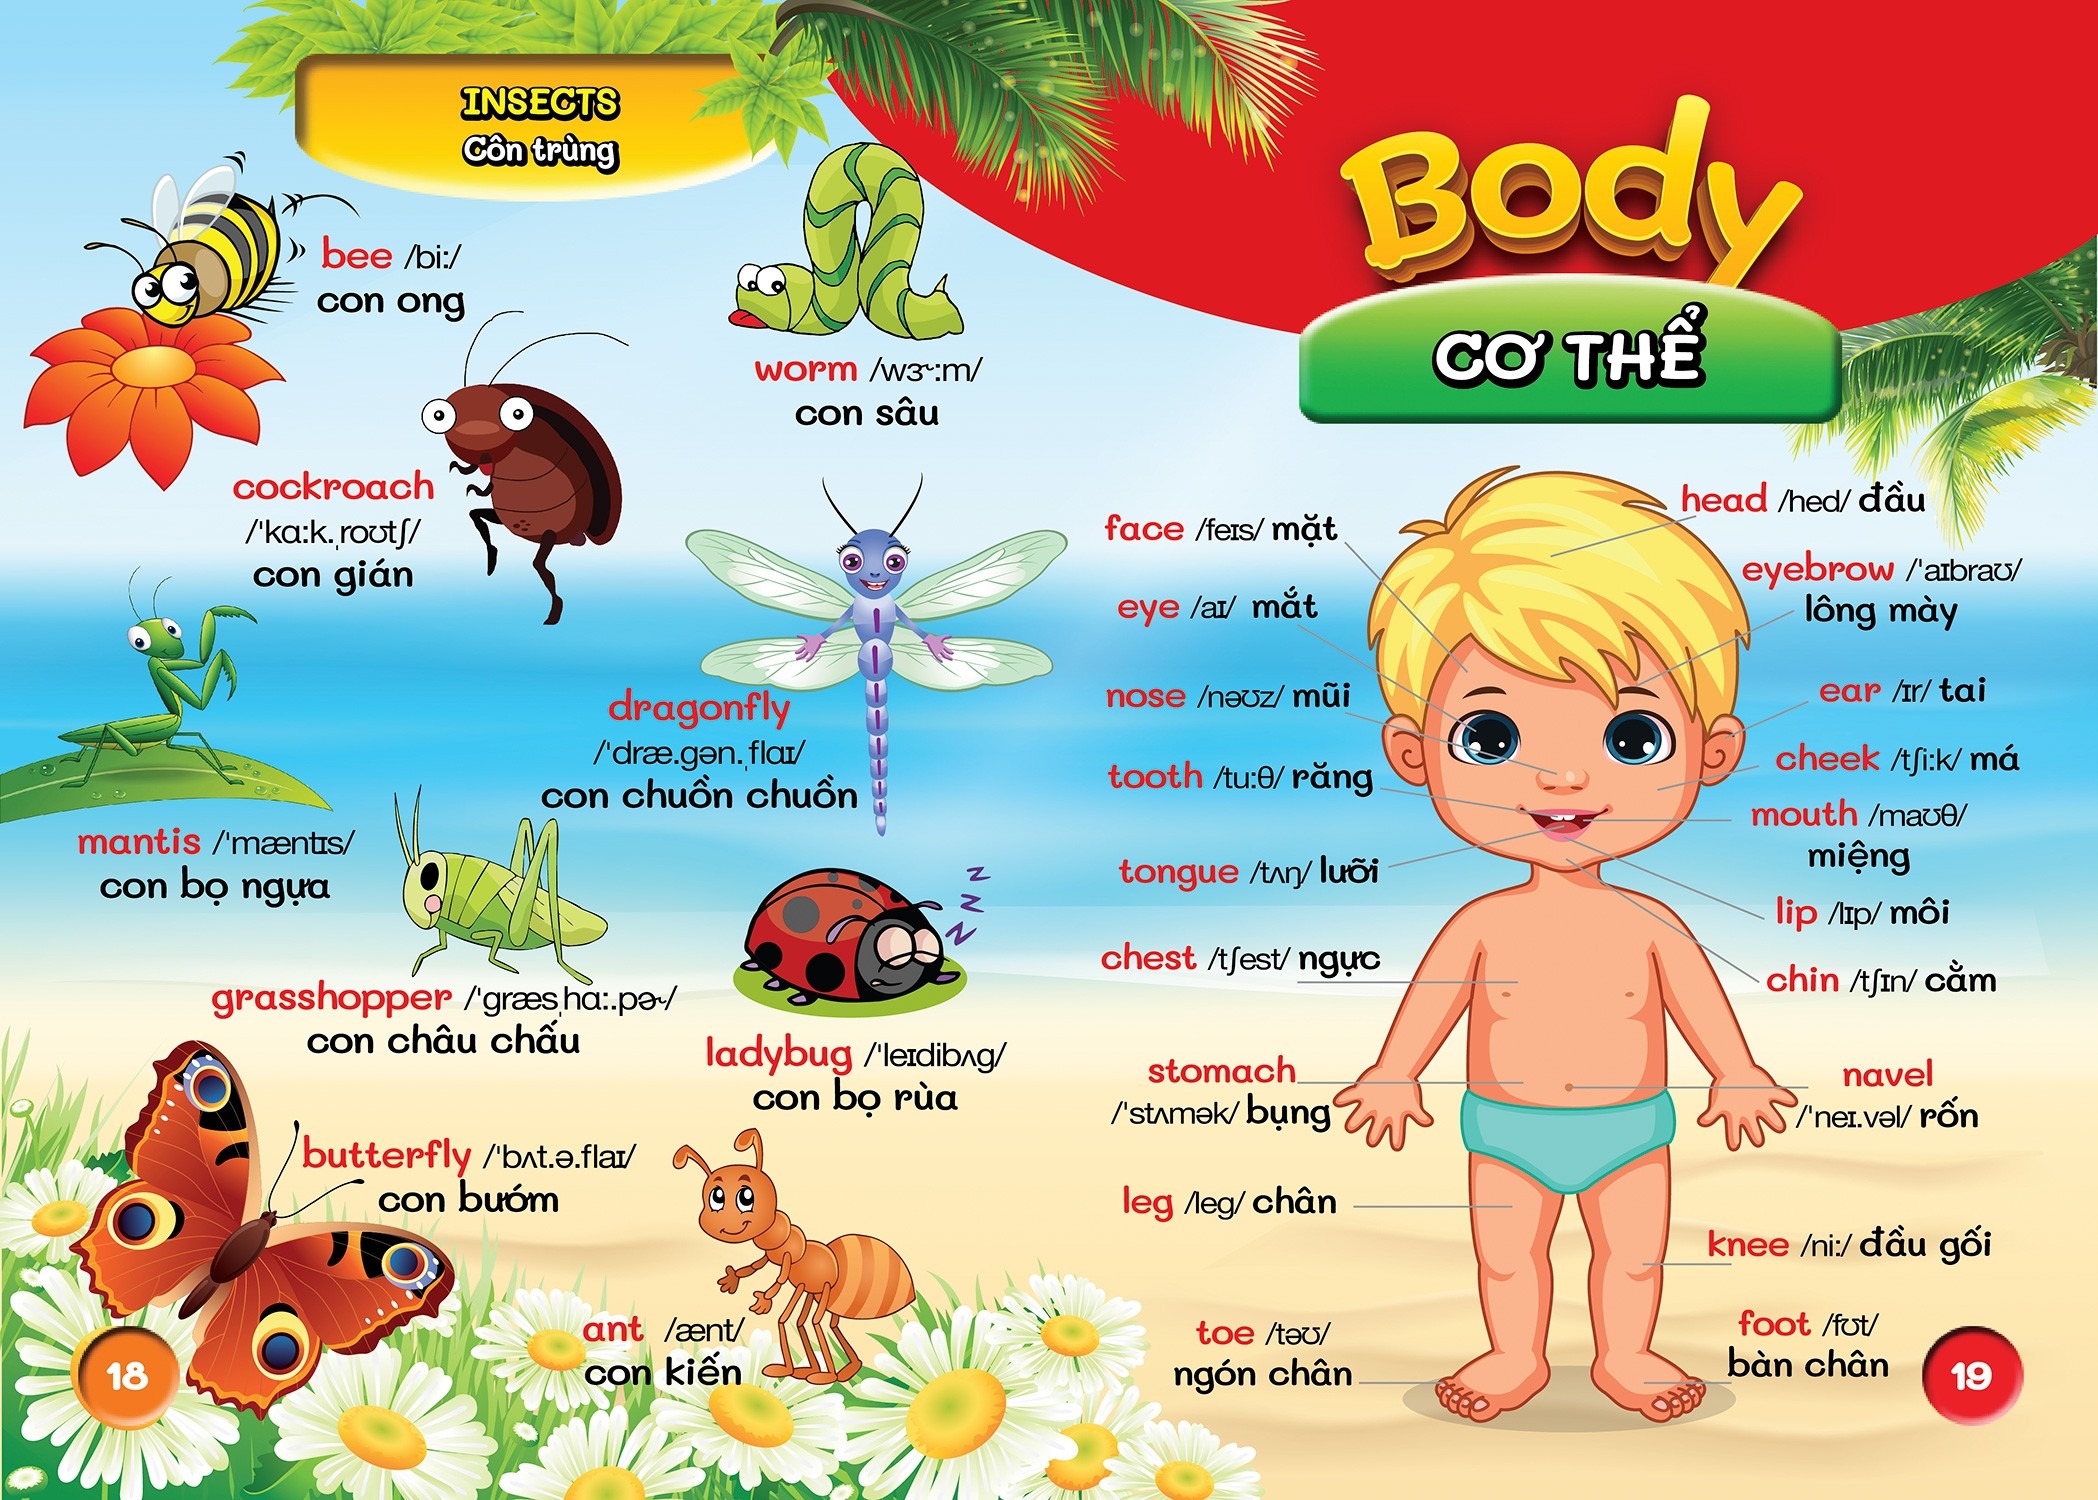 INSECTS
Côn trùng
bee /bi:/
con ong
worm /wɝ:m/
con sâu
cockroach
/ˈkɑ:k.ˌroʊtʃ/
con gián
dragonfly
/ˈdræ.gən.ˌflaɪ/
con chuồn chuồn
mantis /ˈmæntɪs/
con bọ ngựa
grasshopper /ˈgræsˌhɑ:.pɚ/
con châu chấu
ladybug /ˈleɪdibʌg/
con bọ rùa
butterfly /ˈbʌt.ə.flaɪ/
con bướm
ant /ænt/
con kiến
18
Body
CƠ THỂ
face /feɪs/ mặt
eye /aɪ/ mắt
nose /nəʊz/ mũi
tooth /tu:θ/ răng
tongue /tʌŋ/ lưỡi
chest /tʃest/ ngực
stomach
/ˈstʌmək/ bụng
leg /leg/ chân
toe /təʊ/
ngón chân
head /hed/ đầu
eyebrow /ˈaɪbraʊ/
lông mày
ear /ɪr/ tai
cheek /tʃi:k/ má
mouth /maʊθ/
miệng
lip /lɪp/ môi
chin /tʃɪn/ cằm
navel
/ˈneɪ.vəl/ rốn
knee /ni:/ đầu gối
foot /fʊt/
bàn chân
19